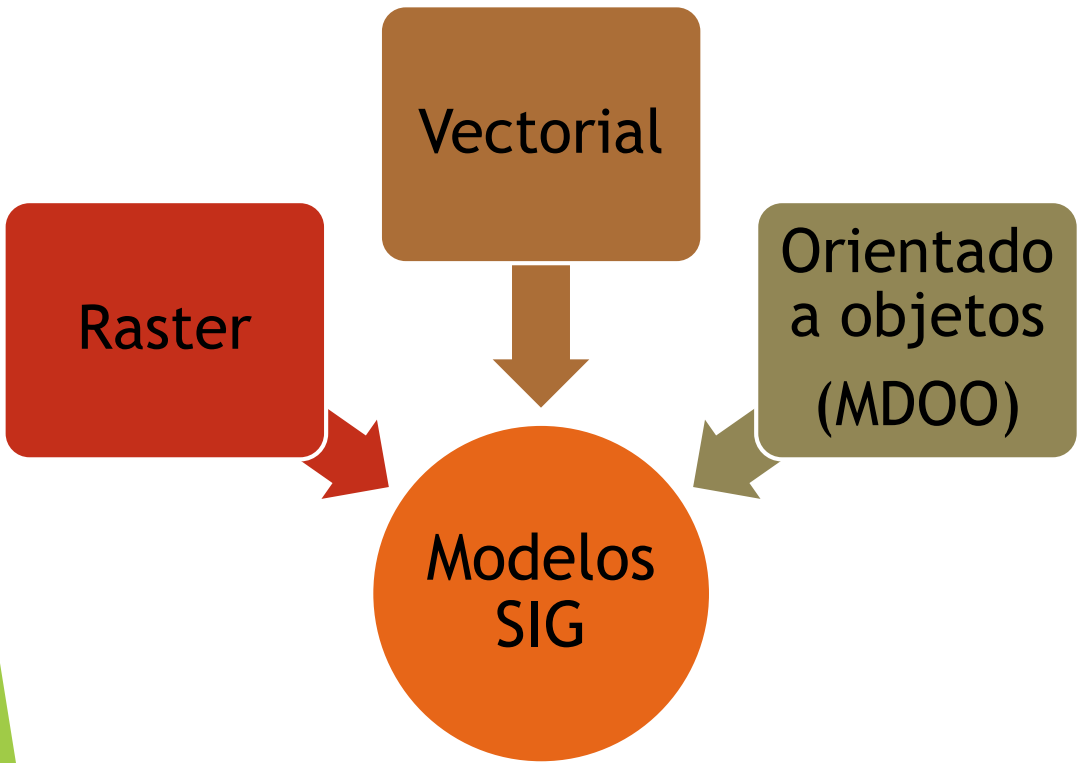 Vectorial
Raster
Orientado
a objetos
(MDOO)
Modelos
SIG